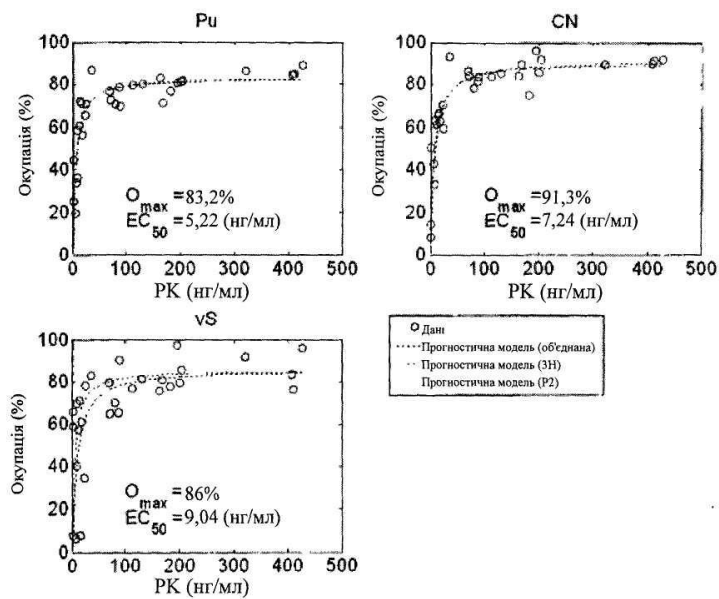 Pu
Окупація (%)
100
80
60
40
20
0
O max =83,2%
EC 50 =5,22 (нг/мл)
0 100 200 300 400 500
PK (нг/мл)
CN
Окупація (%)
100
80
60
40
20
0
O max =91,3%
EC 50 =7,24 (нг/мл)
0 100 200 300 400 500
PK (нг/мл)
vS
Окупація (%)
100
80
60
40
20
0
O max =86%
EC 50 =9,04 (нг/мл)
0 100 200 300 400 500
PK (нг/мл)
Дані
Прогностична модель (об'єднана)
Прогностична модель (ЗН)
Прогностична модель (P2)